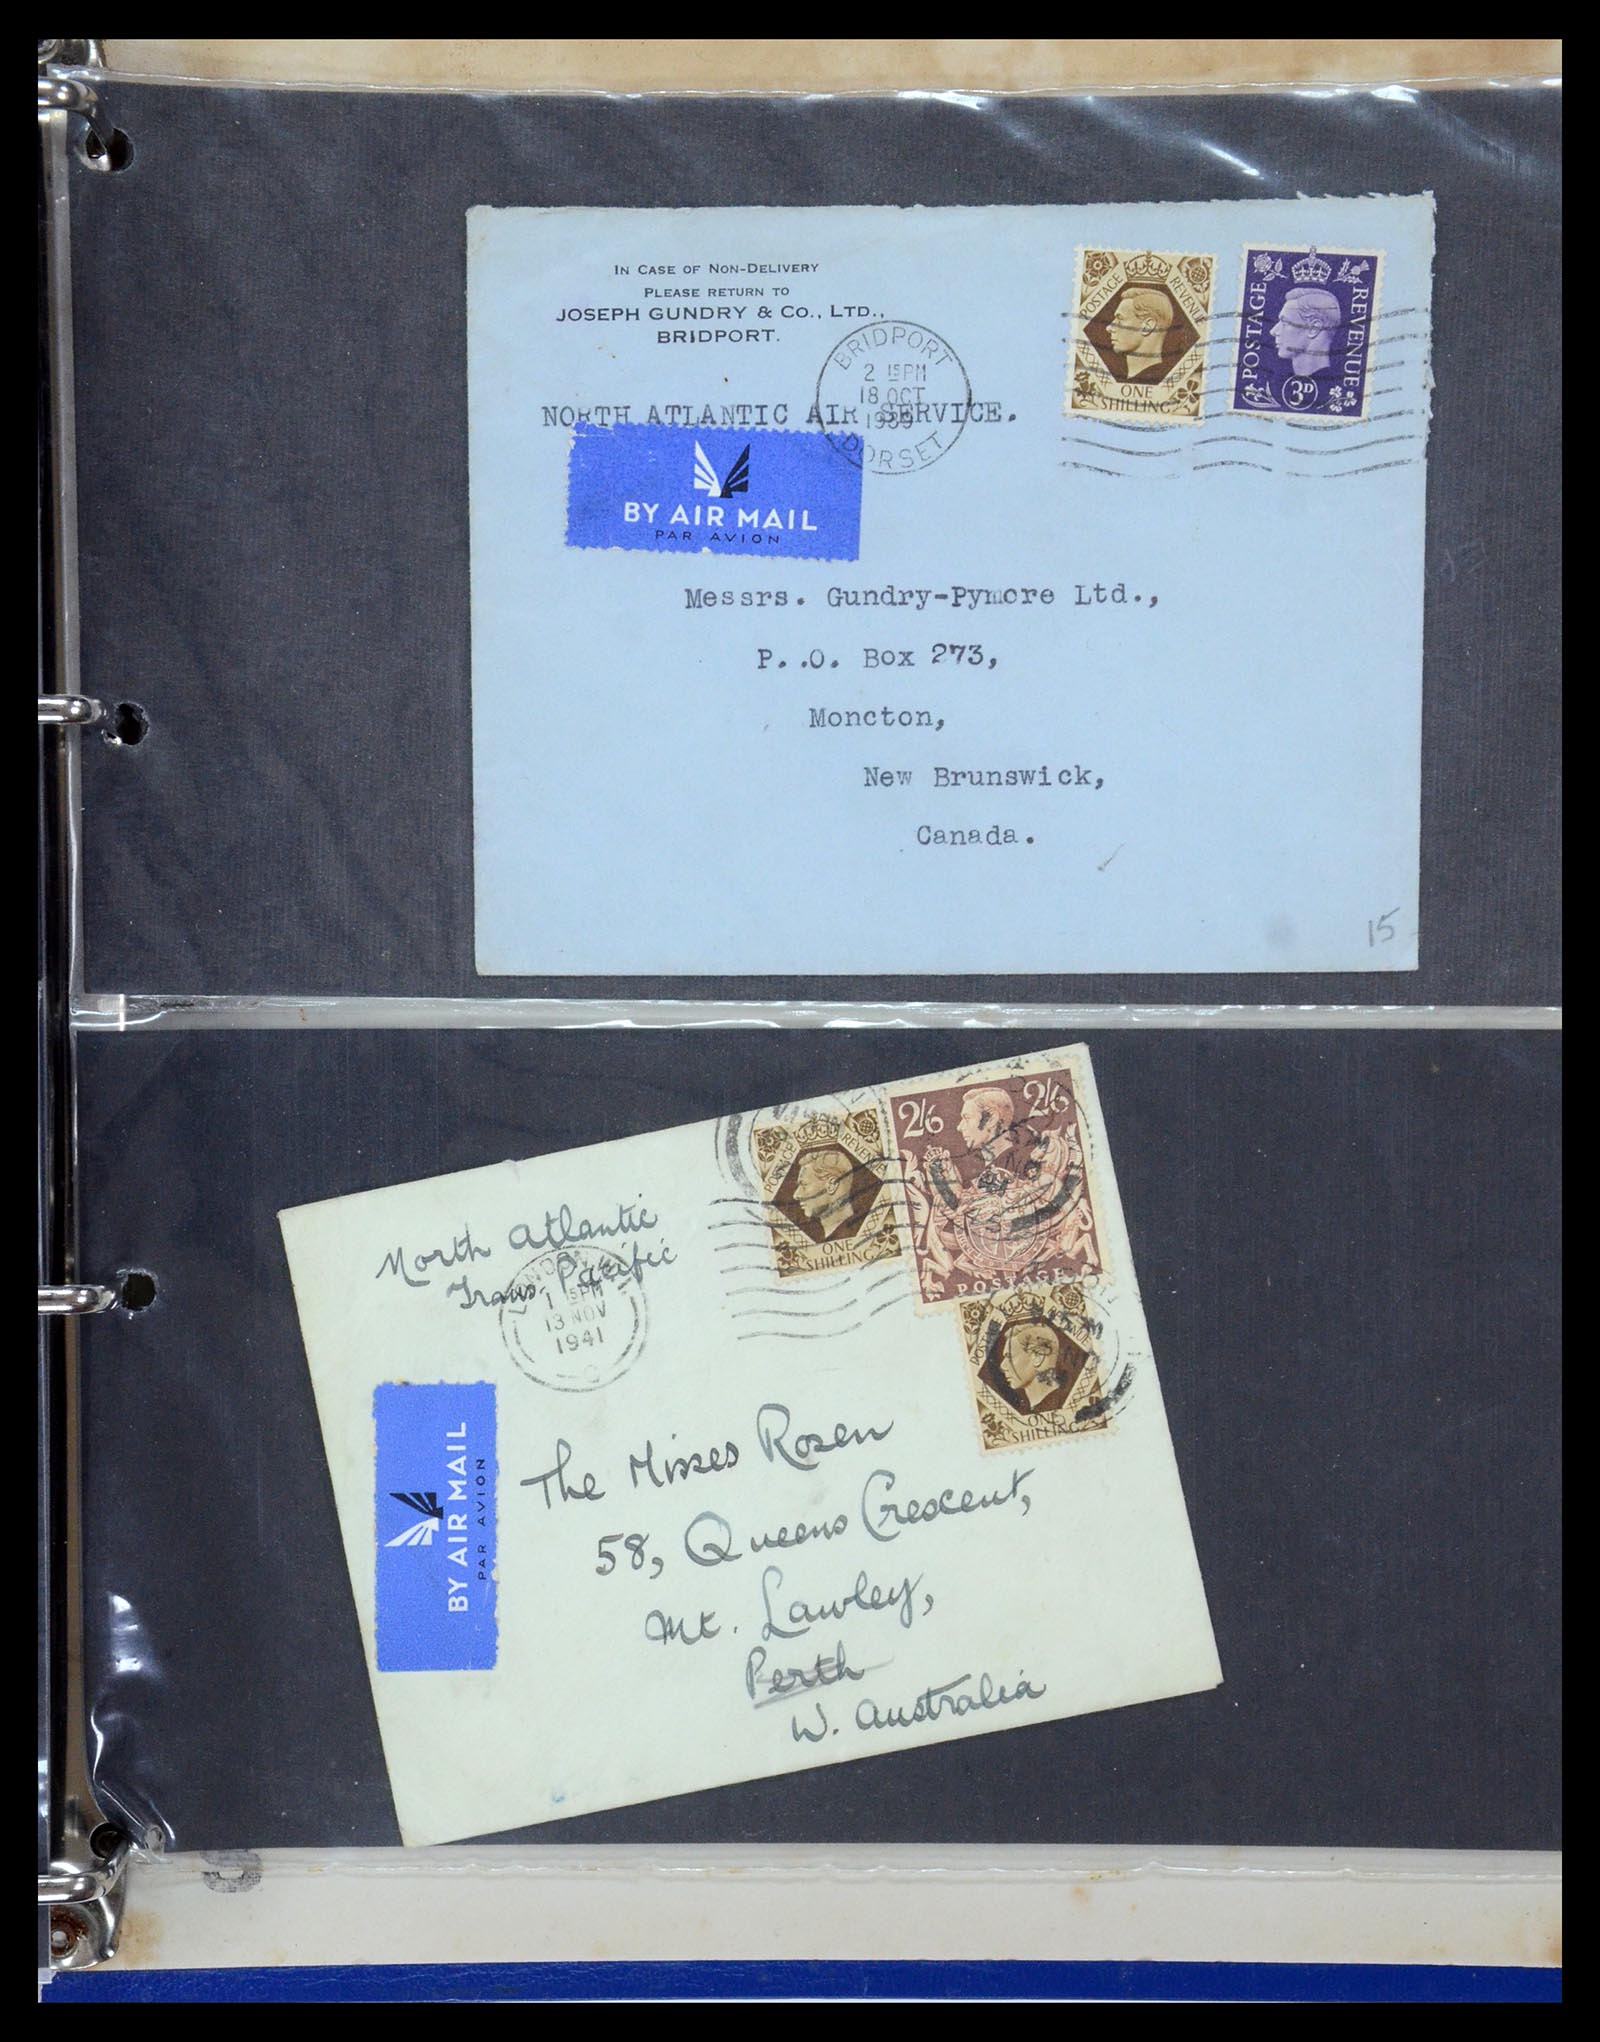 IN CASE OF NON-DELIVERY
PLEASE RETURN TO
JOSEPH GUNDRY & CO., LTD.,
BRIDPORT.
BRIDPORT
2 15PM
18 OCT
DORSET
NORTH ATLANTIC AIR SERVICE.
POSTAGE REVENUE
ONE
SHILLING
POSTAGE REVENUE
3D
BY AIR MAIL
PAR AVION
Messrs. Gundry-Pymore Ltd.,
P. .O. Box 273,
Moncton,
New Brunswick,
Canada.
15
North Atlantic
Trans-Pacific
1 15PM
13 NOV
1941
REVENUE
ONE
SHILLING
2/6 2/6
POSTAGE
POSTAGE
ONE
SHILLING
BY AIR MAIL
PAR AVION
The Misses Rosen
58, Queens Crescent,
Mt. Lawley,
Perth
W. Australia